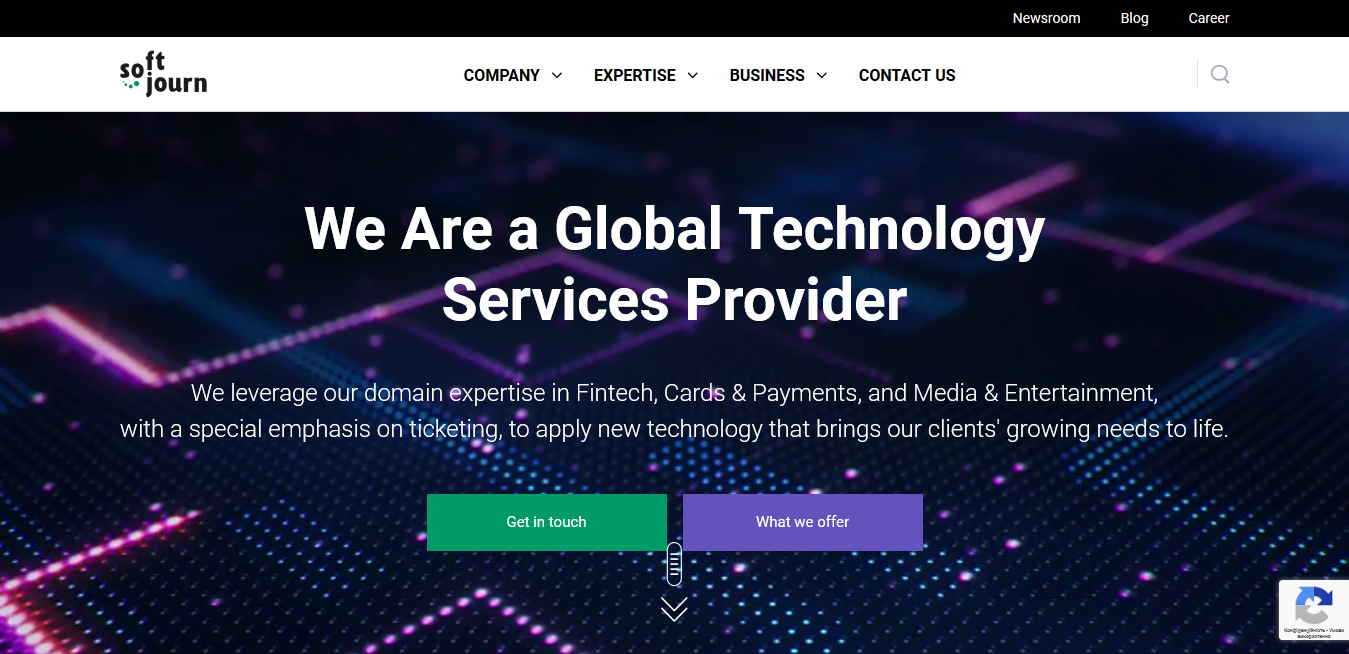 Newsroom Blog Career
soft
journ
COMPANY EXPERTISE BUSINESS CONTACT US
We Are a Global Technology
Services Provider
We leverage our domain expertise in Fintech, Cards & Payments, and Media & Entertainment,
with a special emphasis on ticketing, to apply new technology that brings our clients' growing needs to life.
Get in touch What we offer
Конфіденційність - Умови
використання